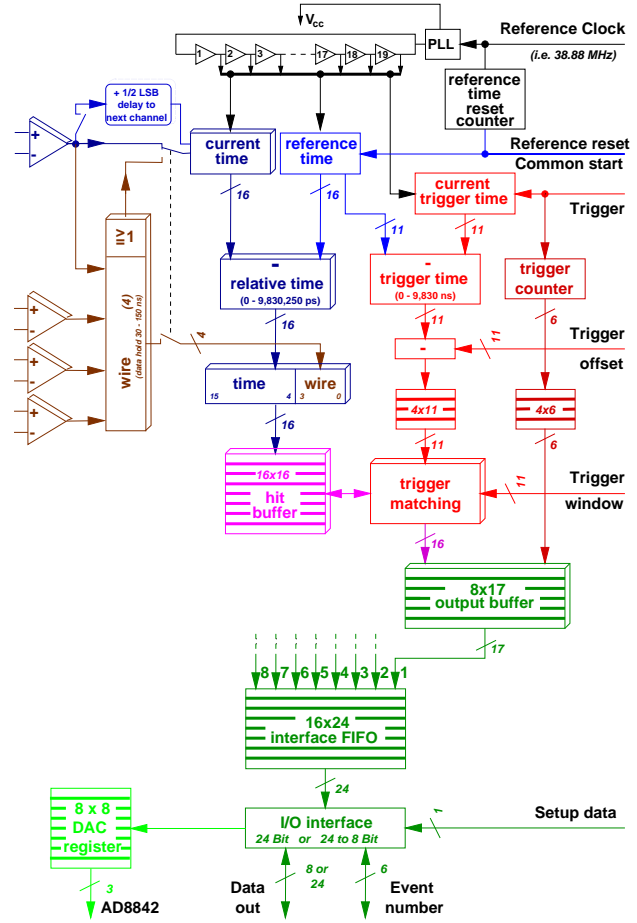 Vcc
Reference Clock
PLL
(i.e. 38.88 MHz)
1 2 3 17 18 19
reference
time
reset
counter
+ 1/2 LSB
delay to
next channel
+
-
current
time
reference
time
Reference reset
Common start
current
trigger time
Trigger
16
16
11
11
≥1
-
relative time
(0 - 9,830,250 ps)
-
trigger time
(0 - 9,830 ns)
trigger
counter
wire (4)
(data hold 30 - 150 ns)
+
-
4
16
11
6
-
11
Trigger
offset
+
-
time
wire
15 4 3 0
4x11
4x6
+
-
16
11
6
16x16
hit
buffer
trigger
matching
11
Trigger
window
16
8x17
output buffer
17
8 7 6 5 4 3 2 1
16x24
interface FIFO
24
8 x 8
DAC
register
I/O interface
24 Bit or 24 to 8 Bit
1
Setup data
3
AD8842
8 or
24
Data
out
6
Event
number